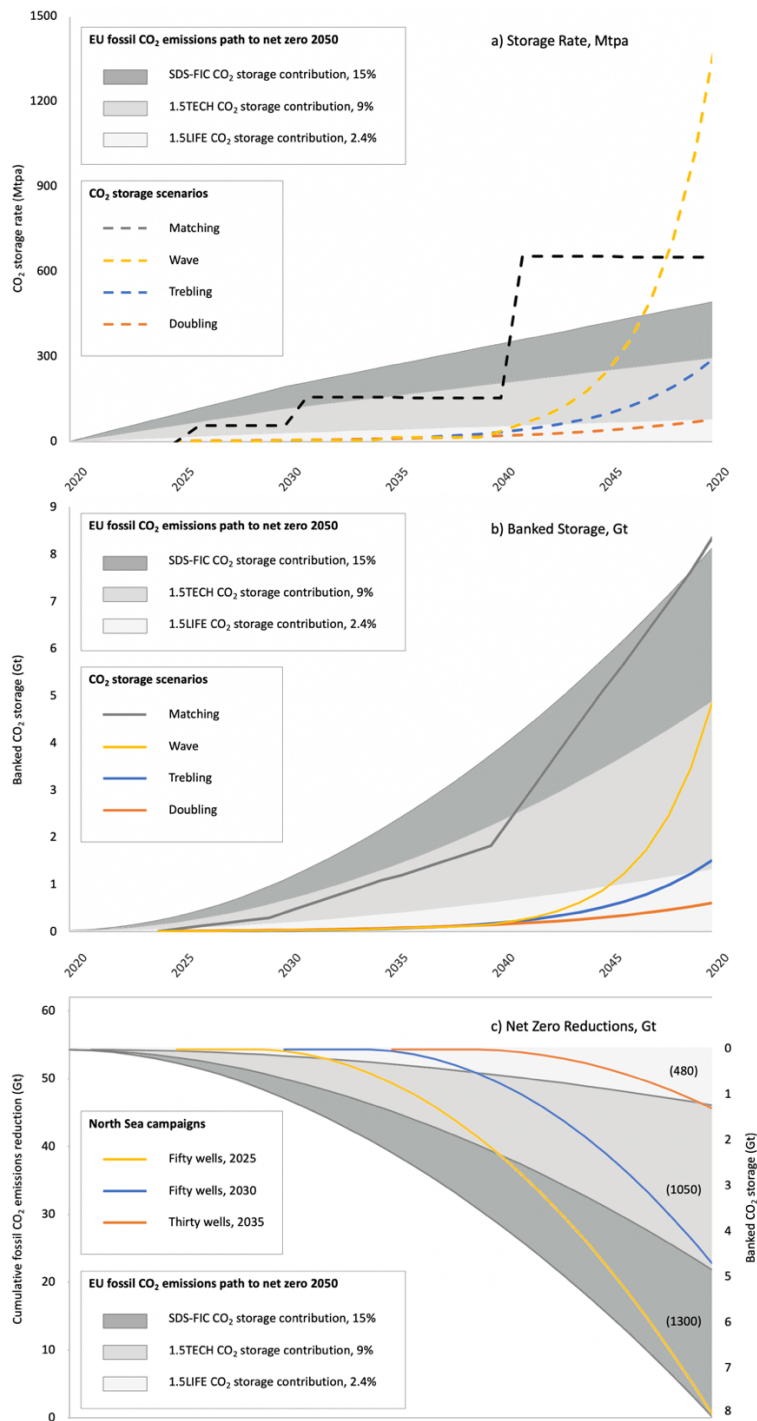 a) Storage Rate, Mtpa
CO2 storage rate (Mtpa)
1500
1200
900
600
300
0
EU fossil CO2 emissions path to net zero 2050
SDS-FIC CO2 storage contribution, 15%
1.5TECH CO2 storage contribution, 9%
1.5LIFE CO2 storage contribution, 2.4%
CO2 storage scenarios
Matching
Wave
Trebling
Doubling
2020
2025
2030
2035
2040
2045
2020
b) Banked Storage, Gt
Banked CO2 storage (Gt)
9
8
7
6
5
4
3
2
1
0
EU fossil CO2 emissions path to net zero 2050
SDS-FIC CO2 storage contribution, 15%
1.5TECH CO2 storage contribution, 9%
1.5LIFE CO2 storage contribution, 2.4%
CO2 storage scenarios
Matching
Wave
Trebling
Doubling
2020
2025
2030
2035
2040
2045
2020
c) Net Zero Reductions, Gt
Cumulative fossil CO2 emissions reduction (Gt)
60
50
40
30
20
10
0
North Sea campaigns
Fifty wells, 2025
Fifty wells, 2030
Thirty wells, 2035
EU fossil CO2 emissions path to net zero 2050
SDS-FIC CO2 storage contribution, 15%
1.5TECH CO2 storage contribution, 9%
1.5LIFE CO2 storage contribution, 2.4%
(480)
(1050)
(1300)
0
1
2
3
4
5
6
7
8
Banked CO2 storage (Gt)